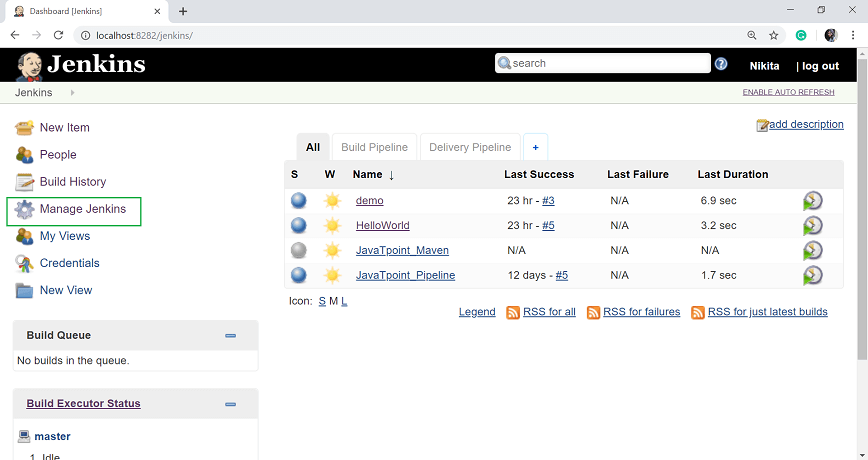 Dashboard [Jenkins]
localhost:8282/jenkins/
Jenkins
search
Nikita | log out
Jenkins
ENABLE AUTO REFRESH
New Item
People
Build History
Manage Jenkins
My Views
Credentials
New View
Build Queue
No builds in the queue.
Build Executor Status
master
1 Idle
add description
All Build Pipeline Delivery Pipeline +
S W Name ↓ Last Success Last Failure Last Duration
demo 23 hr - #3 N/A 6.9 sec
HelloWorld 23 hr - #5 N/A 3.2 sec
JavaTpoint_Maven N/A N/A N/A
JavaTpoint_Pipeline 12 days - #5 N/A 1.7 sec
Icon: S M L
Legend RSS for all RSS for failures RSS for just latest builds